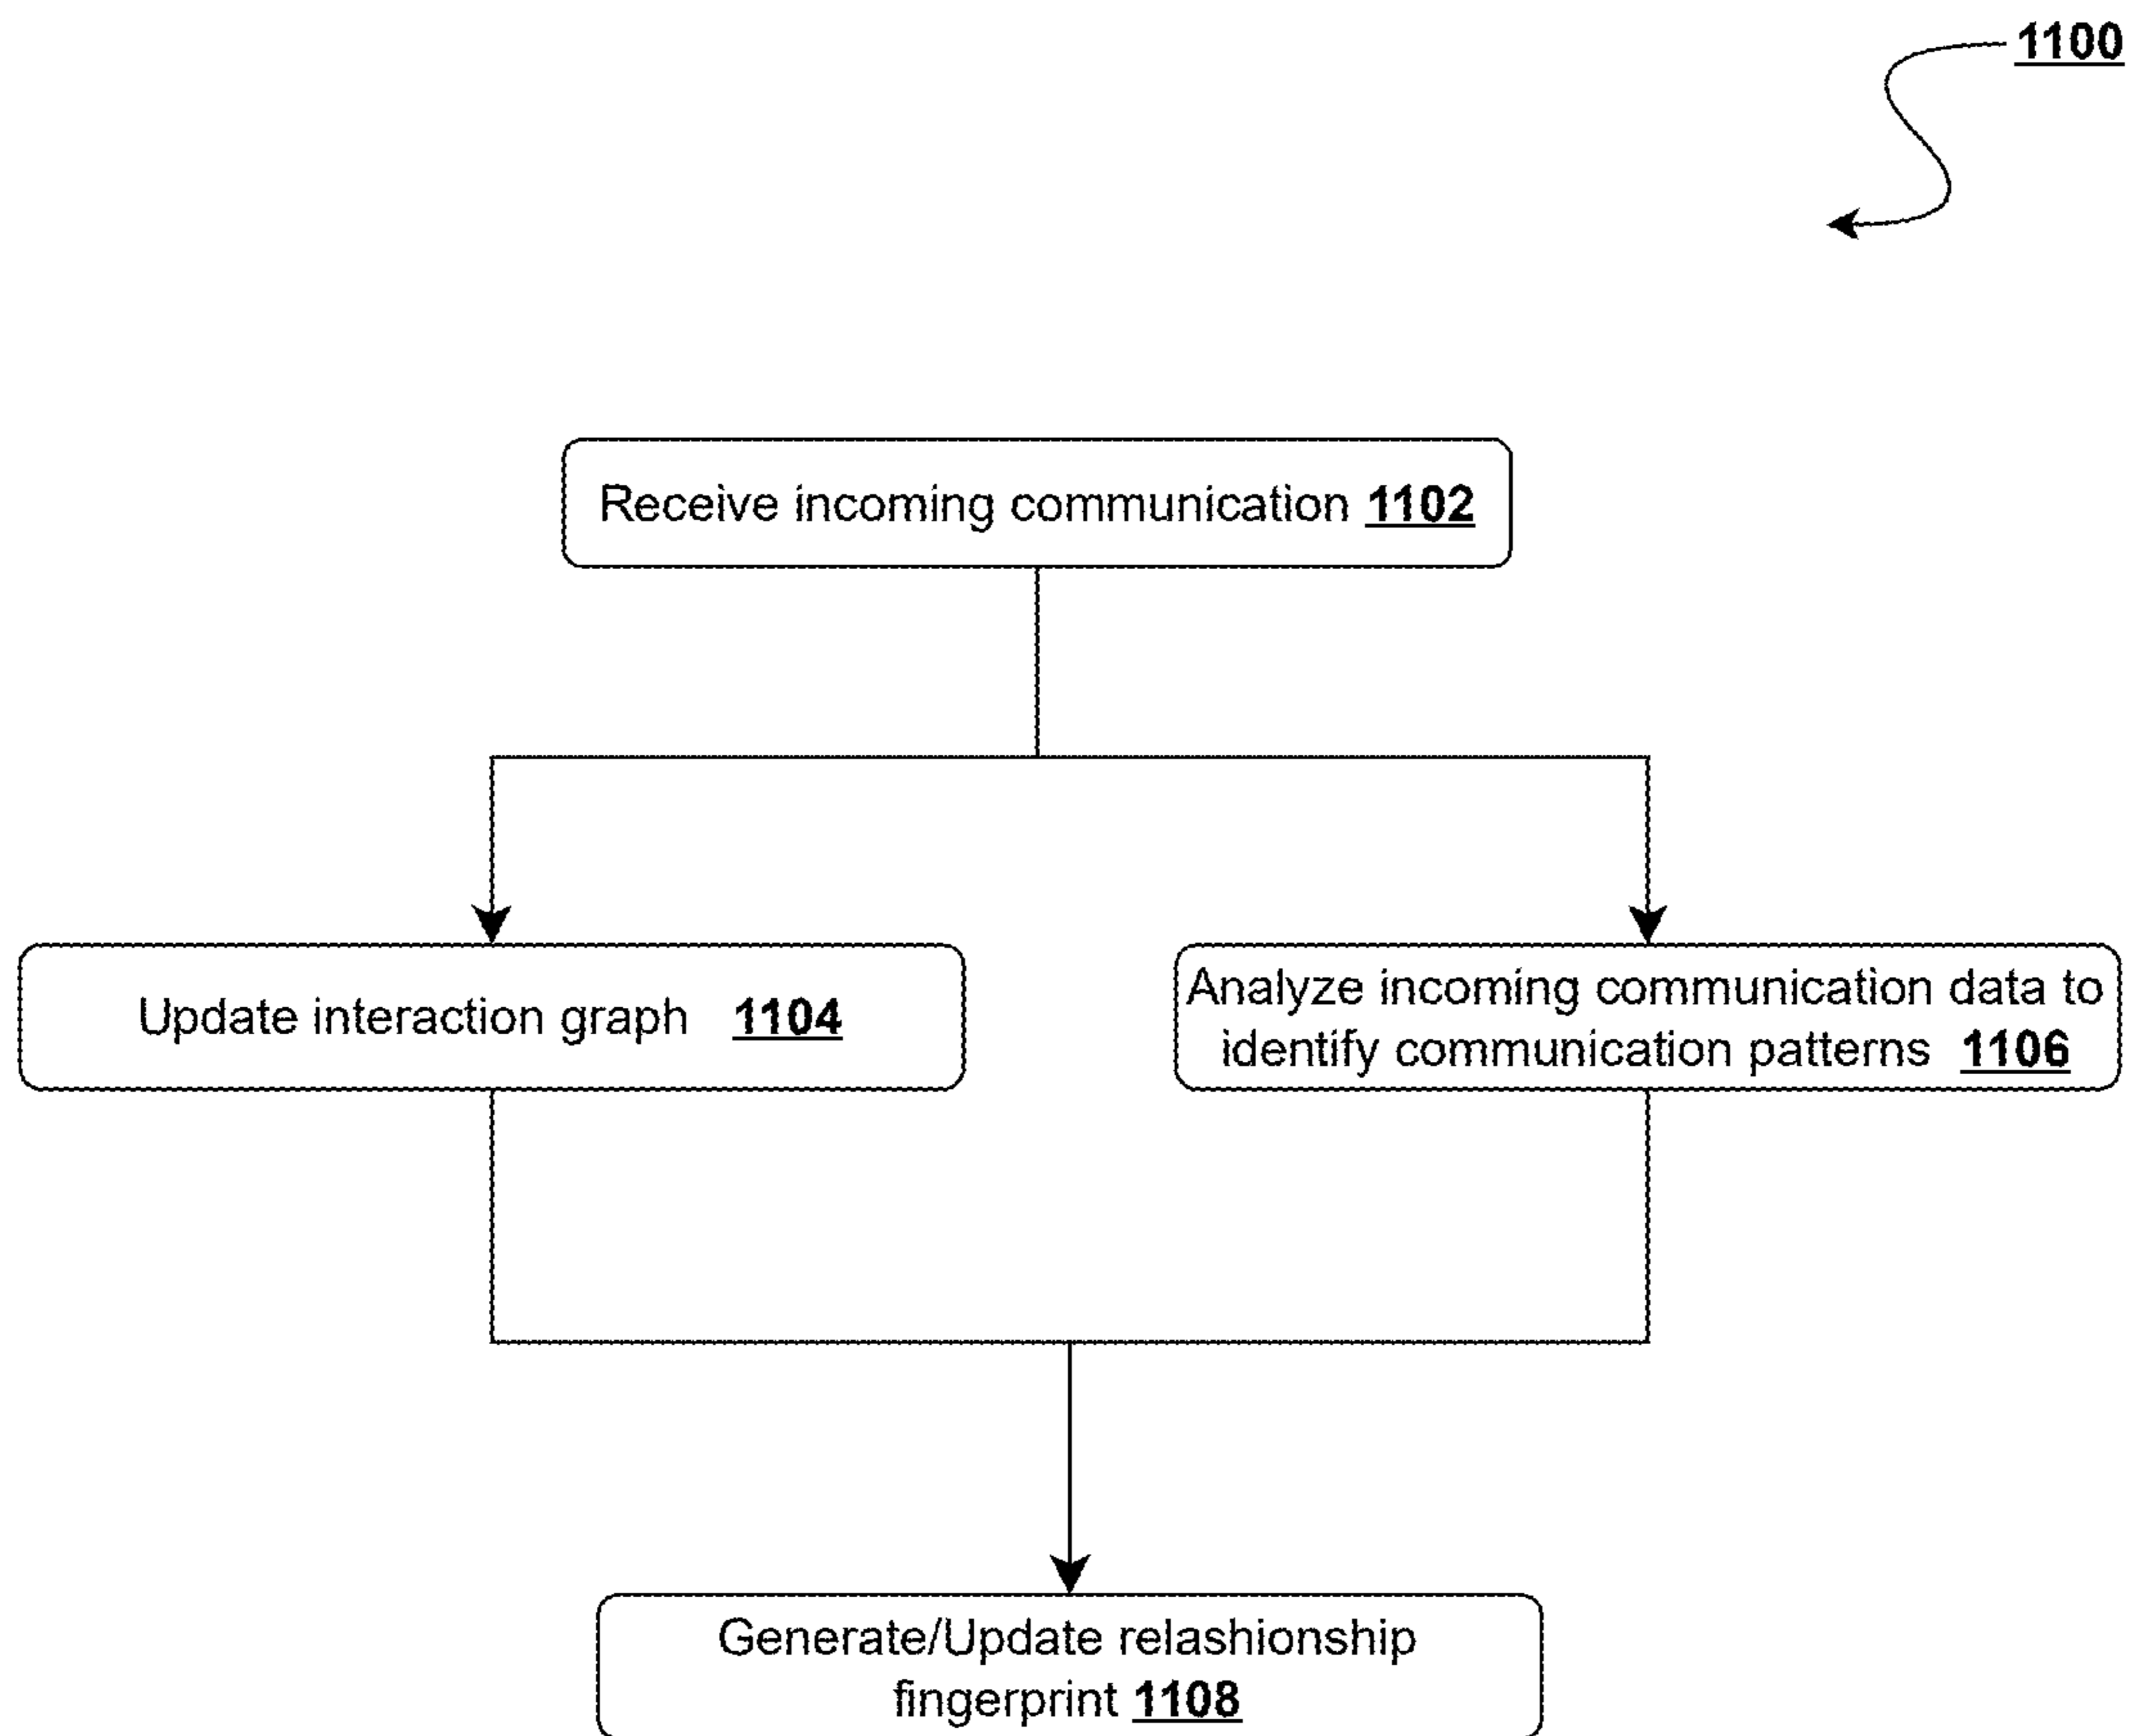 1100
Receive incoming communication 1102
Update interaction graph 1104
Analyze incoming communication data to
identify communication patterns 1106
Generate/Update relashionship
fingerprint 1108